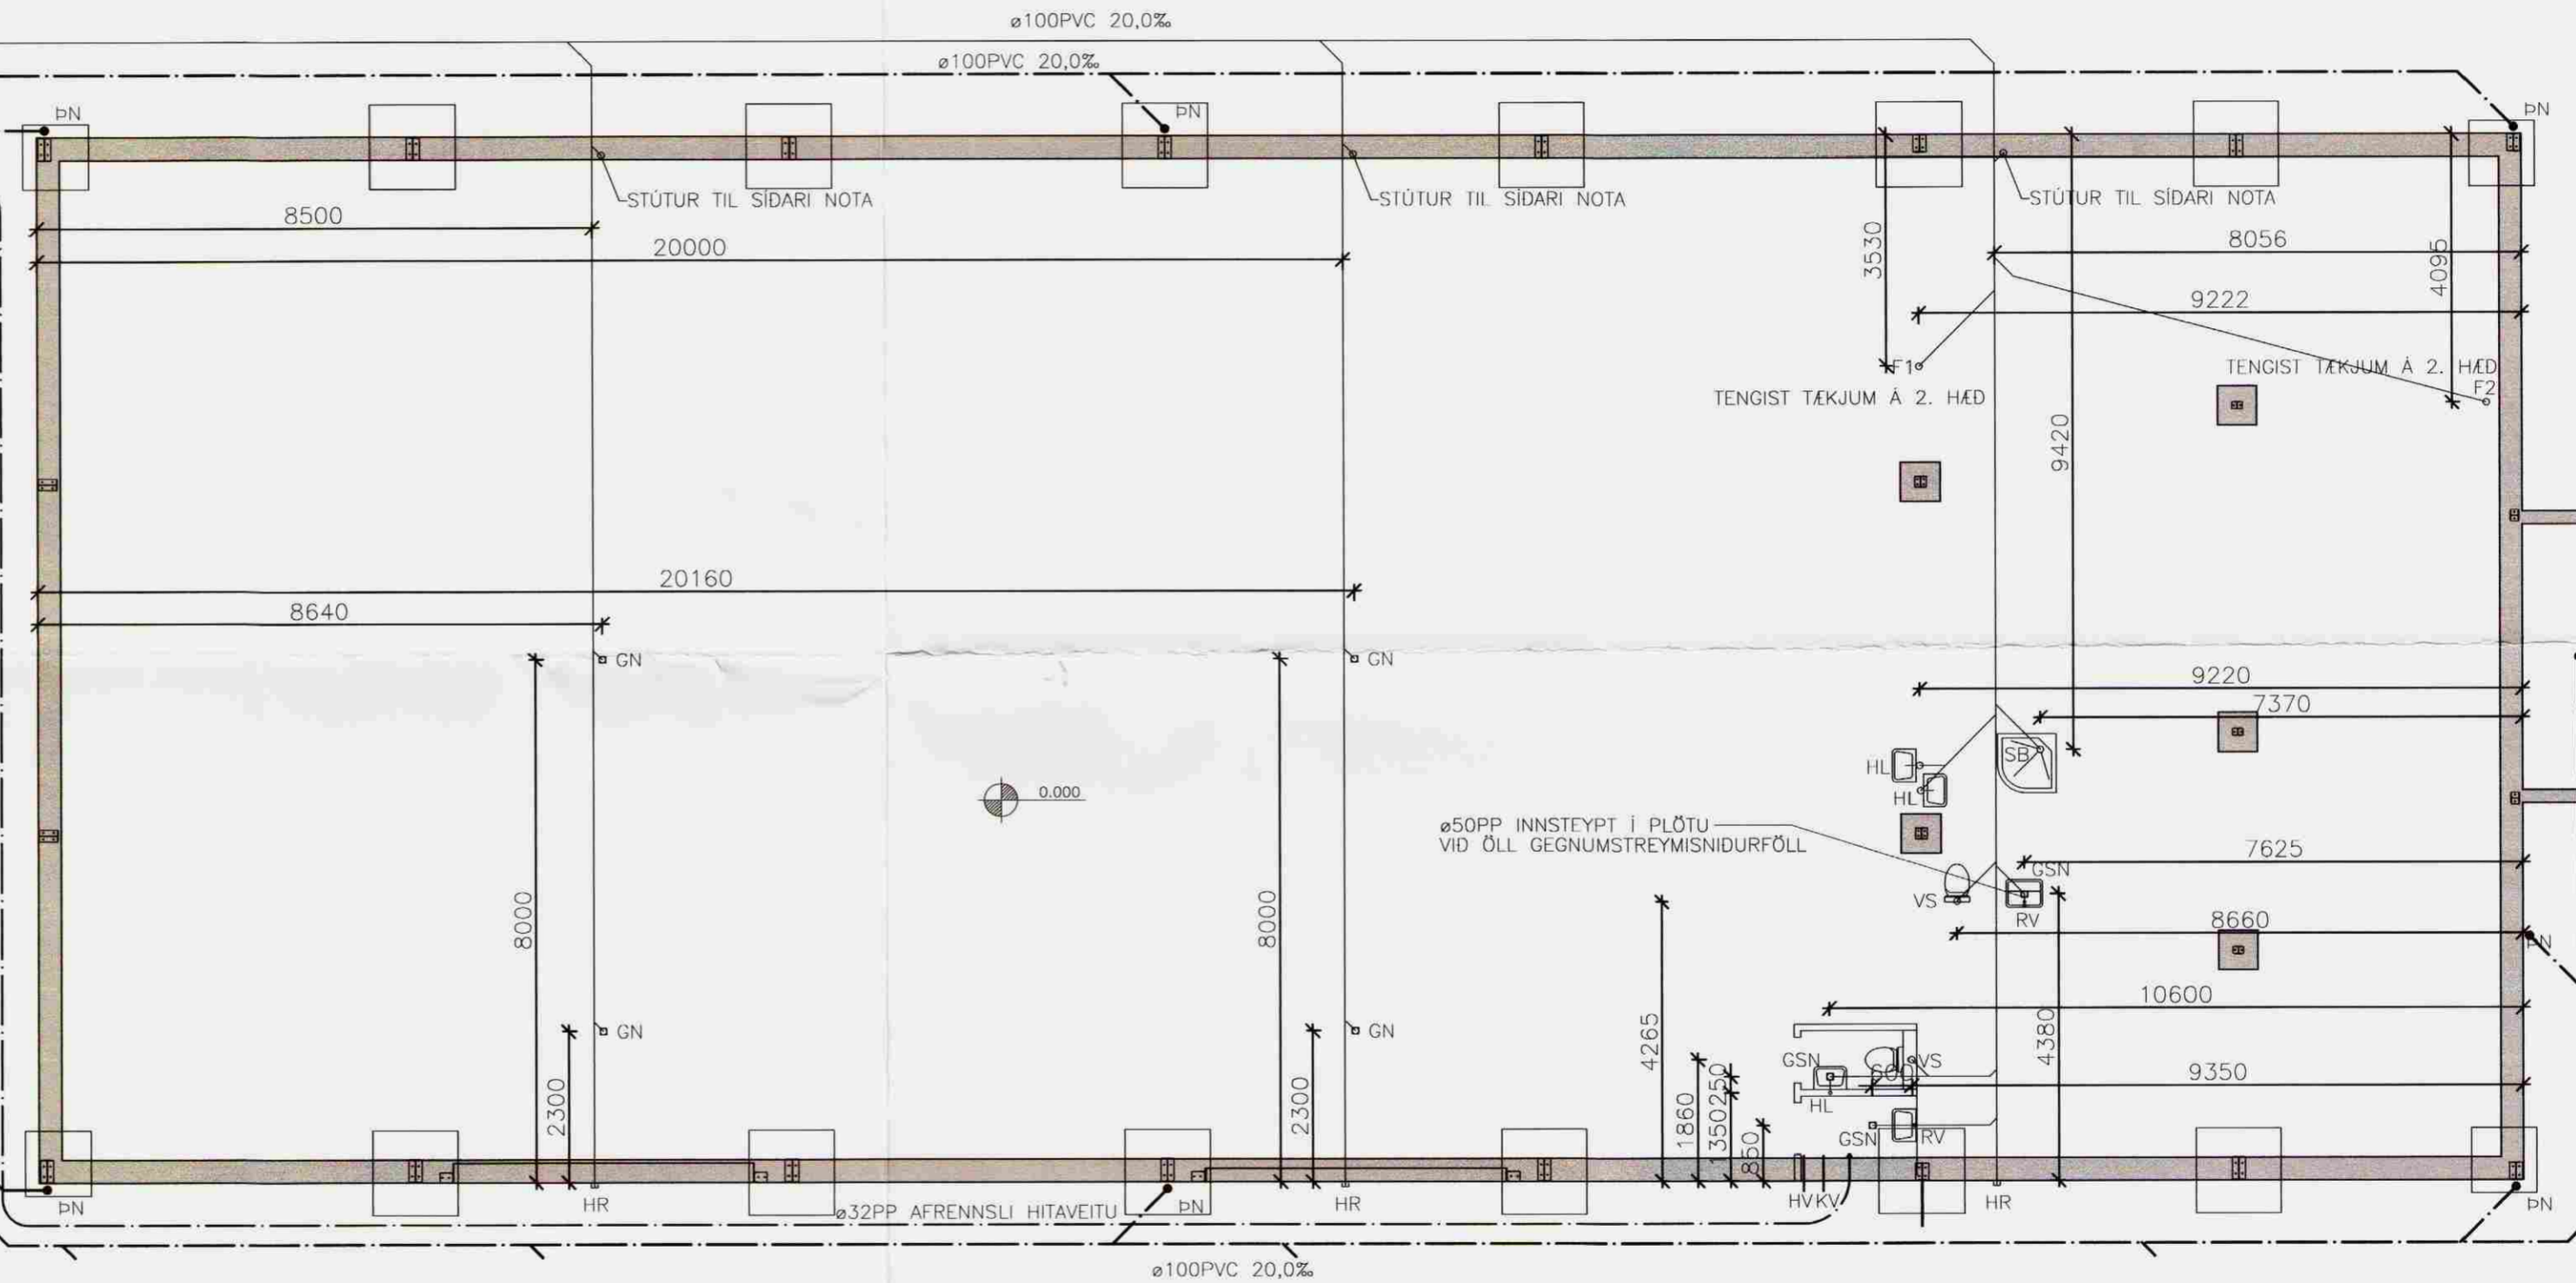 ø100PVC 20,0‰
ø100PVC 20,0‰
ÞN
ÞN
ÞN
STÚTUR TIL SÍÐARI NOTA
STÚTUR TIL SÍÐARI NOTA
STÚTUR TIL SÍÐARI NOTA
8500
20000
3530
8056
4095
9222
F1
TENGIST TÆKJUM Á 2. HÆÐ
TENGIST TÆKJUM Á 2. HÆÐ
F2
9420
20160
8640
GN
GN
9220
7370
HL
SB
HL
0.000
ø50PP INNSTEYPT Í PLÖTU
VIÐ ÖLL GEGNUMSTREYMISNIÐURFÖLL
7625
GSN
VS
RV
8000
8000
8660
ÞN
10600
GN
GN
4265
4380
GSN
VS
600
9350
2300
2300
1860
1350
250
850
HL
GSN
RV
ÞN
HR
ø32PP AFRENNSLI HITAVEITU
ÞN
HR
HV
KV
HR
ÞN
ø100PVC 20,0‰